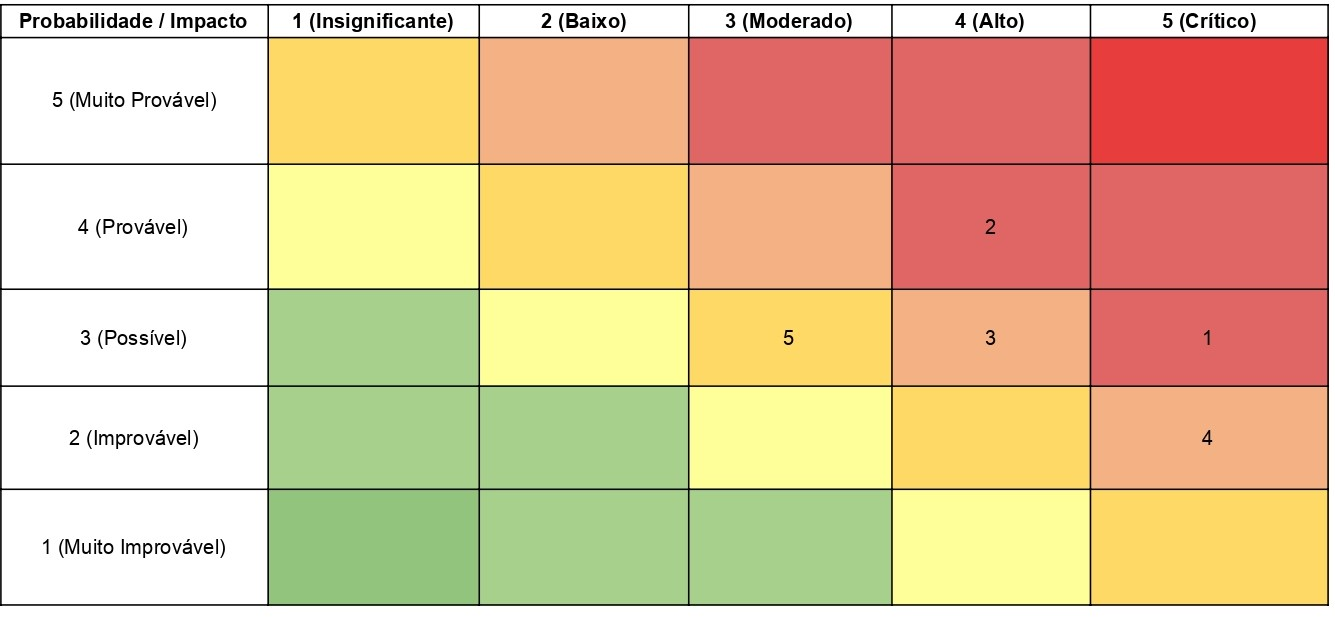 Probabilidade / Impacto 1 (Insignificante) 2 (Baixo) 3 (Moderado) 4 (Alto) 5 (Crítico)
5 (Muito Provável)
4 (Provável) 2
3 (Possível) 5 3 1
2 (Improvável) 4
1 (Muito Improvável)